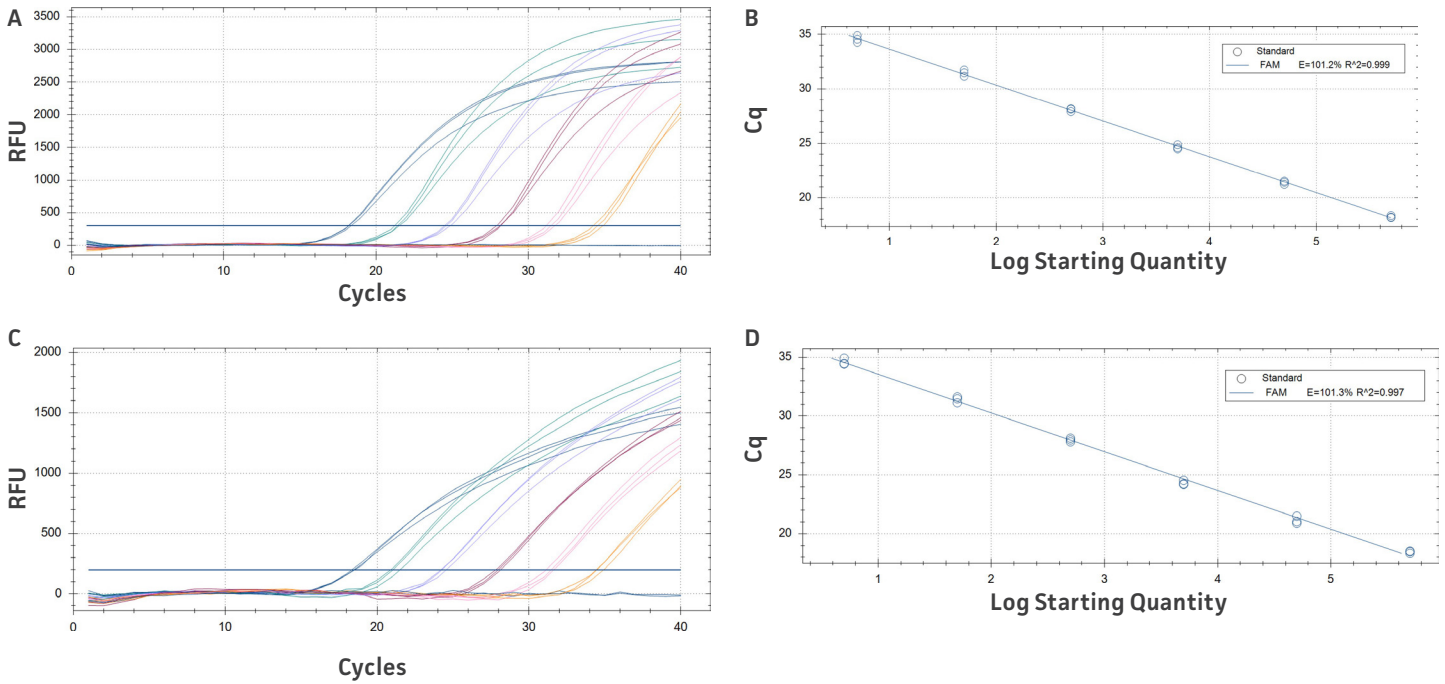 A
3500
3000
2500
2000
1500
1000
500
0
RFU
0 10 20 30 40
Cycles
B
35
30
25
20
Cq
Standard
FAM E=101.2% R^2=0.999
1 2 3 4 5
Log Starting Quantity
C
2000
1500
1000
500
0
RFU
0 10 20 30 40
Cycles
D
35
30
25
20
Cq
Standard
FAM E=101.3% R^2=0.997
1 2 3 4 5
Log Starting Quantity